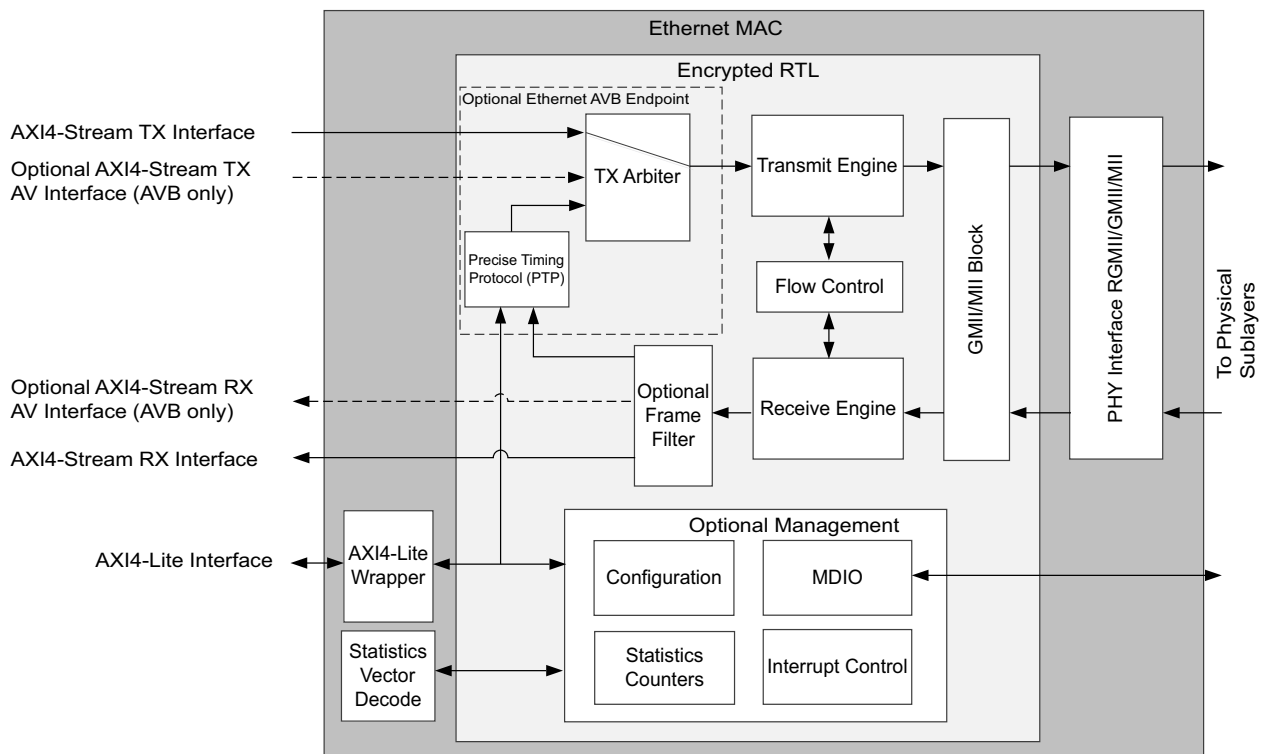 Ethernet MAC
Encrypted RTL
Optional Ethernet AVB Endpoint
AXI4-Stream TX Interface
Optional AXI4-Stream TX
AV Interface (AVB only)
TX Arbiter
Transmit Engine
Precise Timing
Protocol (PTP)
Flow Control
GMII/MII Block
PHY Interface RGMII/GMII/MII
To Physical
Sublayers
Optional AXI4-Stream RX
AV Interface (AVB only)
Optional
Frame
Filter
Receive Engine
AXI4-Stream RX Interface
Optional Management
AXI4-Lite Interface
AXI4-Lite
Wrapper
Configuration
MDIO
Statistics
Vector
Decode
Statistics
Counters
Interrupt Control